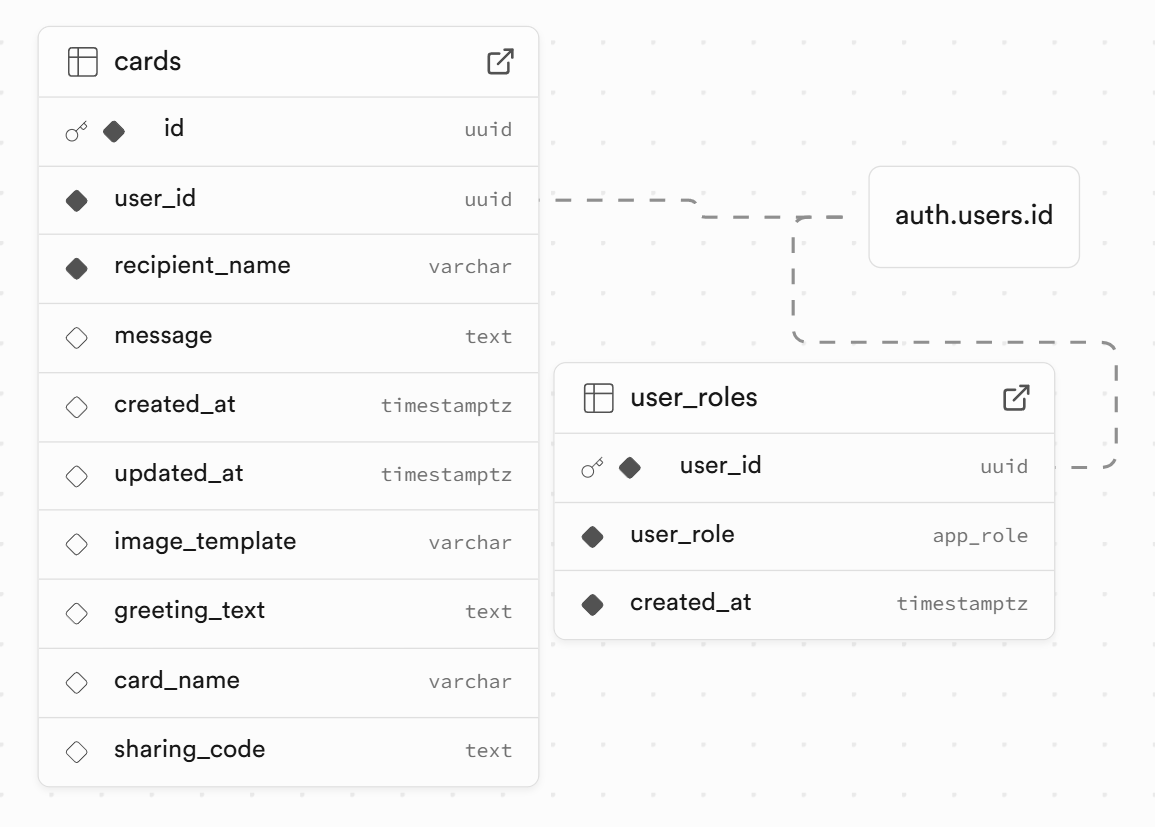 cards
id uuid
user_id uuid
recipient_name varchar
message text
created_at timestamptz
updated_at timestamptz
image_template varchar
greeting_text text
card_name varchar
sharing_code text
auth.users.id
user_roles
user_id uuid
user_role app_role
created_at timestamptz